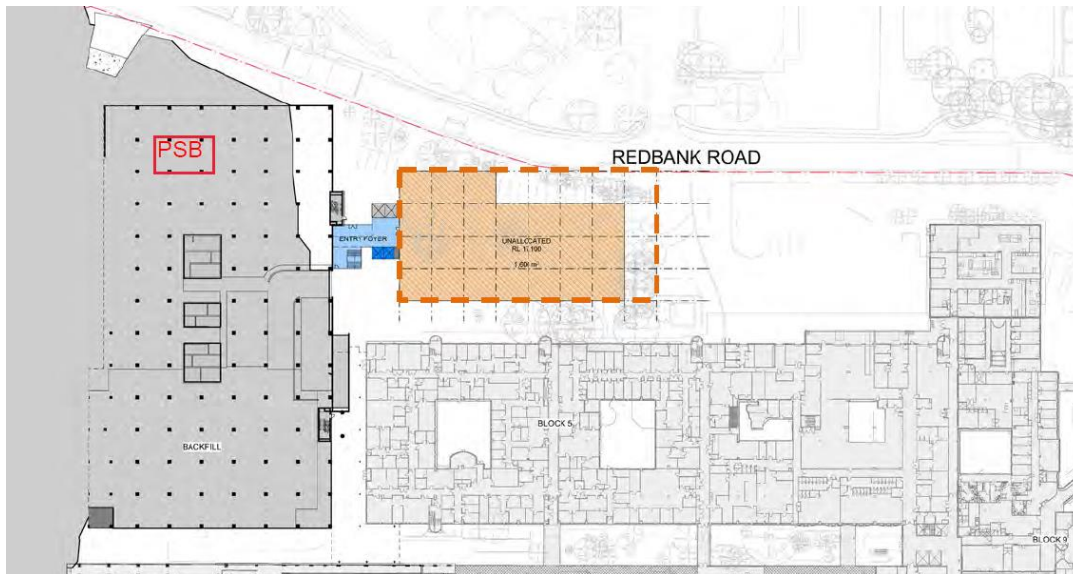 REDBANK ROAD
PSB
ENTRY FOYER
UNALLOCATED
BLOCK 5
BACKFILL
BLOCK 9